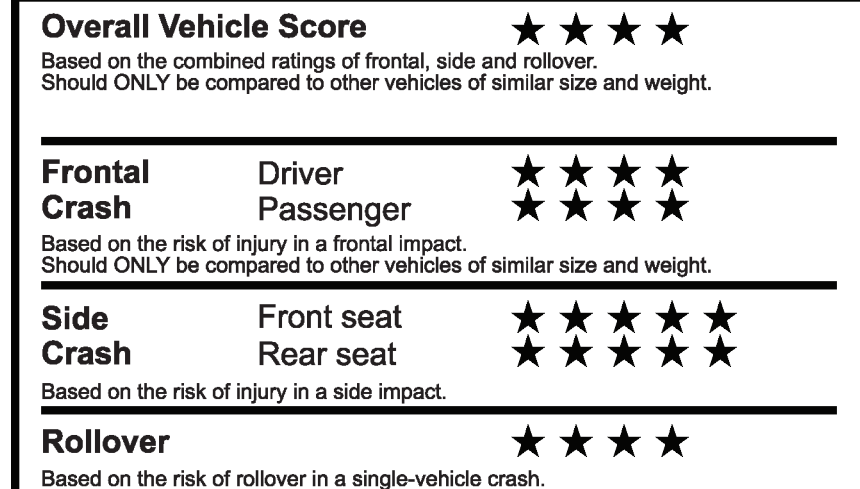 Overall Vehicle Score ★ ★ ★ ★
Based on the combined ratings of frontal, side and rollover.
Should ONLY be compared to other vehicles of similar size and weight.
Frontal Driver ★ ★ ★ ★
Crash Passenger ★ ★ ★ ★
Based on the risk of injury in a frontal impact.
Should ONLY be compared to other vehicles of similar size and weight.
Side Front seat ★ ★ ★ ★ ★
Crash Rear seat ★ ★ ★ ★ ★
Based on the risk of injury in a side impact.
Rollover ★ ★ ★ ★
Based on the risk of rollover in a single-vehicle crash.